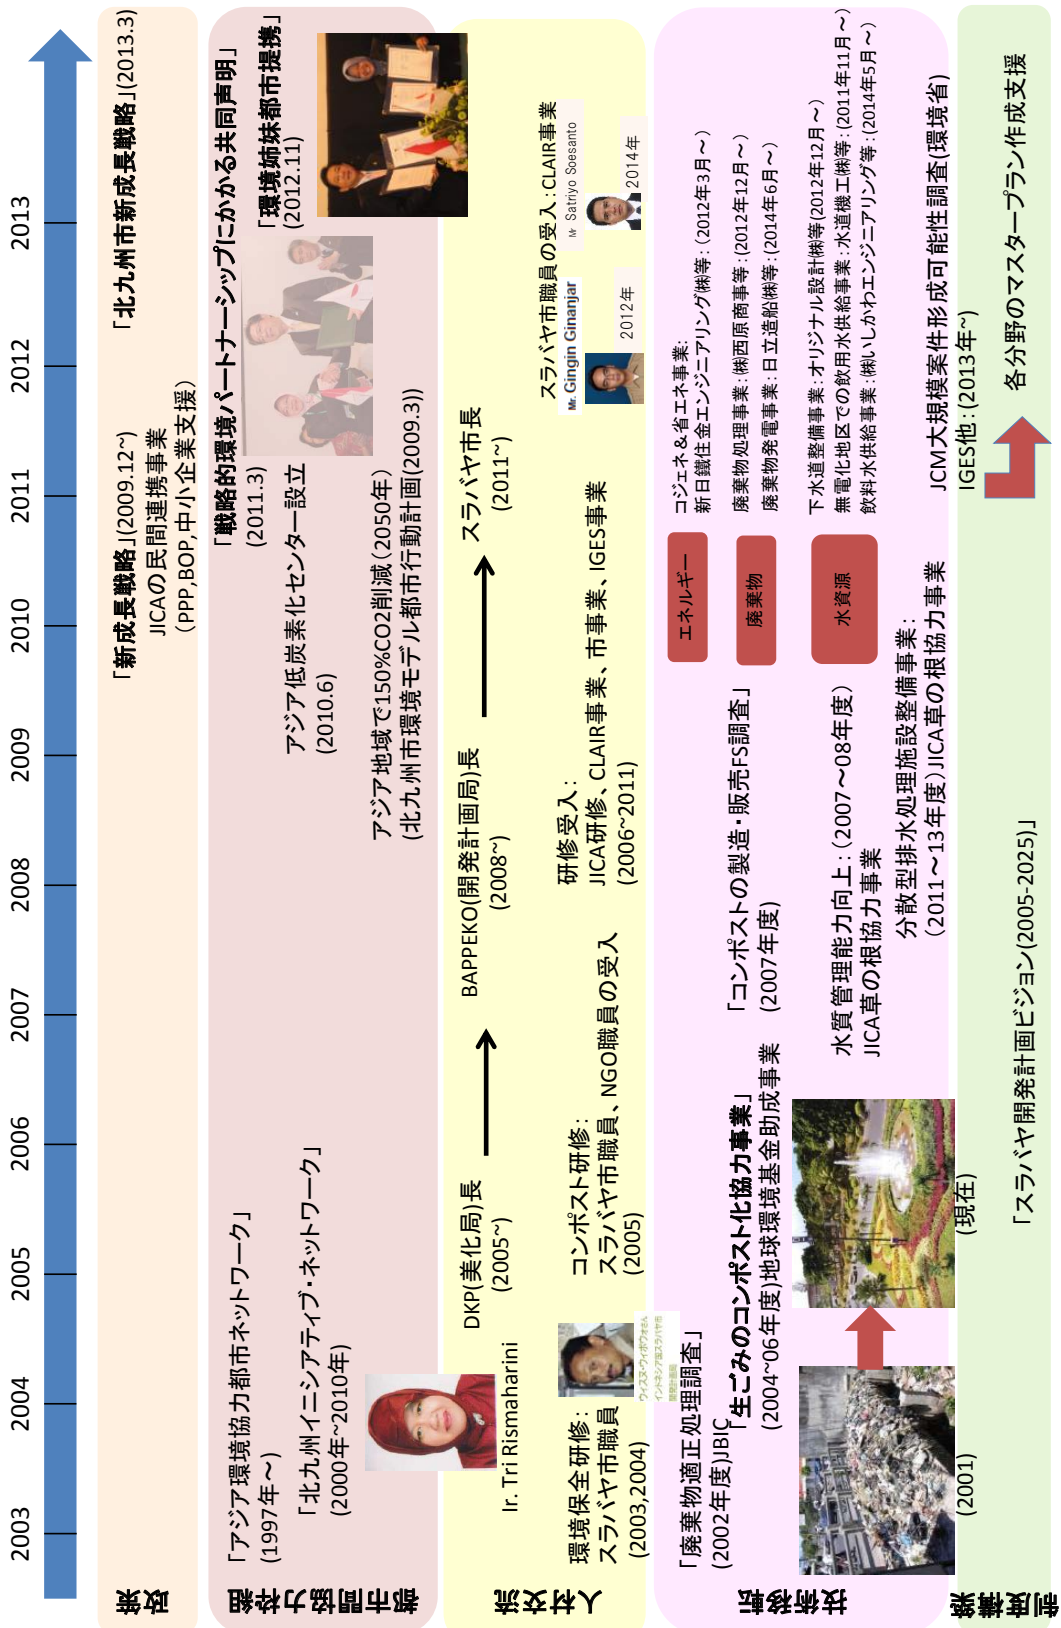 2003 2004 2005 2006 2007 2008 2009 2010 2011 2012 2013
政策
「新成長戦略」(2009.12~)
JICAの民間連携事業
（PPP,BOP,中小企業支援）
「北九州市新成長戦略」(2013.3)
都市間協力枠組
「アジア環境協力都市ネットワーク」
(1997年～)
「北九州イニシアティブ・ネットワーク」
(2000年~2010年)
「戦略的環境パートナーシップにかかる共同声明」
(2011.3)
「環境姉妹都市提携」
(2012.11)
アジア低炭素化センター設立
(2010.6)
アジア地域で150%CO2削減（2050年）
(北九州市環境モデル都市行動計画(2009.3))
人材交流
Ir. Tri Rismaharini
DKP(美化局)長
(2005~)
BAPPEKO(開発計画局)長
(2008~)
スラバヤ市長
(2011~)
環境保全研修：
スラバヤ市職員
(2003,2004)
ウィスヌ・ウィボウォさん
インドネシア国スラバヤ市
開発計画局
コンポスト研修：
スラバヤ市職員、NGO職員の受入
(2005)
研修受入：
JICA研修、CLAIR事業、市事業、IGES事業
(2006~2011)
スラバヤ市職員の受入：CLAIR事業
Mr. Gingin Ginanjar
2012年
Mr Satriyo Soesanto
2014年
技術移転
「廃棄物適正処理調査」
(2002年度)JBIC
「生ごみのコンポスト化協力事業」
(2004~06年度)地球環境基金助成事業
(2001)
(現在)
「コンポストの製造・販売FS調査」
(2007年度)
水質管理能力向上：（2007～08年度）
JICA草の根協力事業
分散型排水処理施設整備事業：
（2011～13年度）JICA草の根協力事業
エネルギー
コジェネ＆省エネ事業：
新日鐵住金エンジニアリング㈱等：（2012年3月～）
廃棄物
廃棄物処理事業：㈱西原商事等：(2012年12月～)
廃棄物発電事業：日立造船㈱等：(2014年6月～)
水資源
下水道整備事業：オリジナル設計㈱等(2012年12月～)
無電化地区での飲用水供給事業：水道機工㈱等：(2011年11月～)
飲料水供給事業：㈱いしかわエンジニアリング等：(2014年5月～)
JCM大規模案件形成可能性調査(環境省)
IGES他：(2013年~)
制度構築
「スラバヤ開発計画ビジョン(2005-2025)」
各分野のマスタープラン作成支援